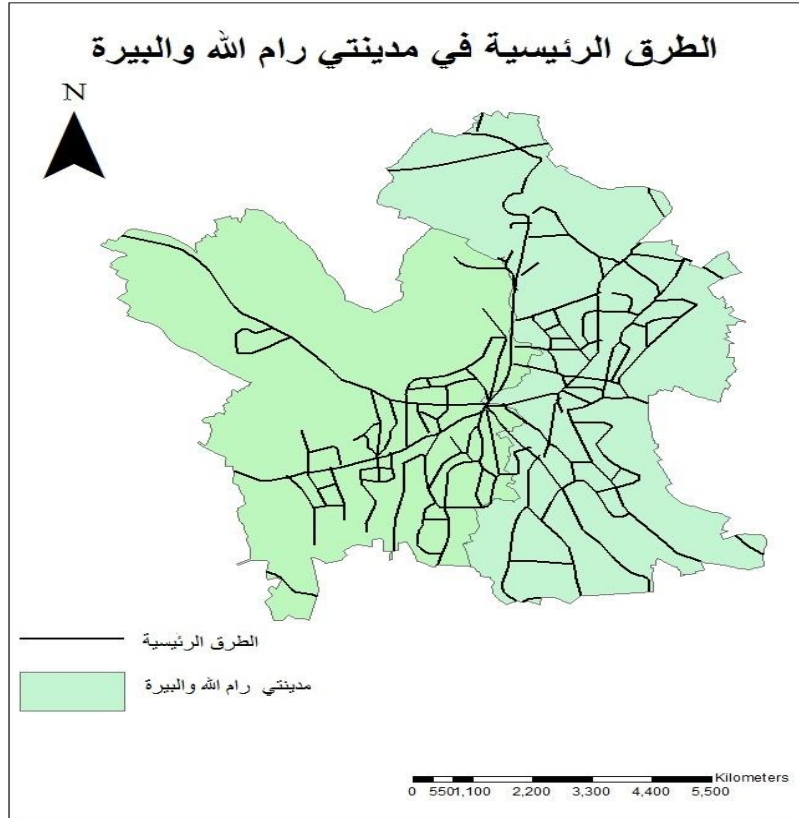 الطرق الرئيسية في مدينتي رام الله والبيرة
N
الطرق الرئيسية
مدينتي رام الله والبيرة
Kilometers
0 550 1,100 2,200 3,300 4,400 5,500